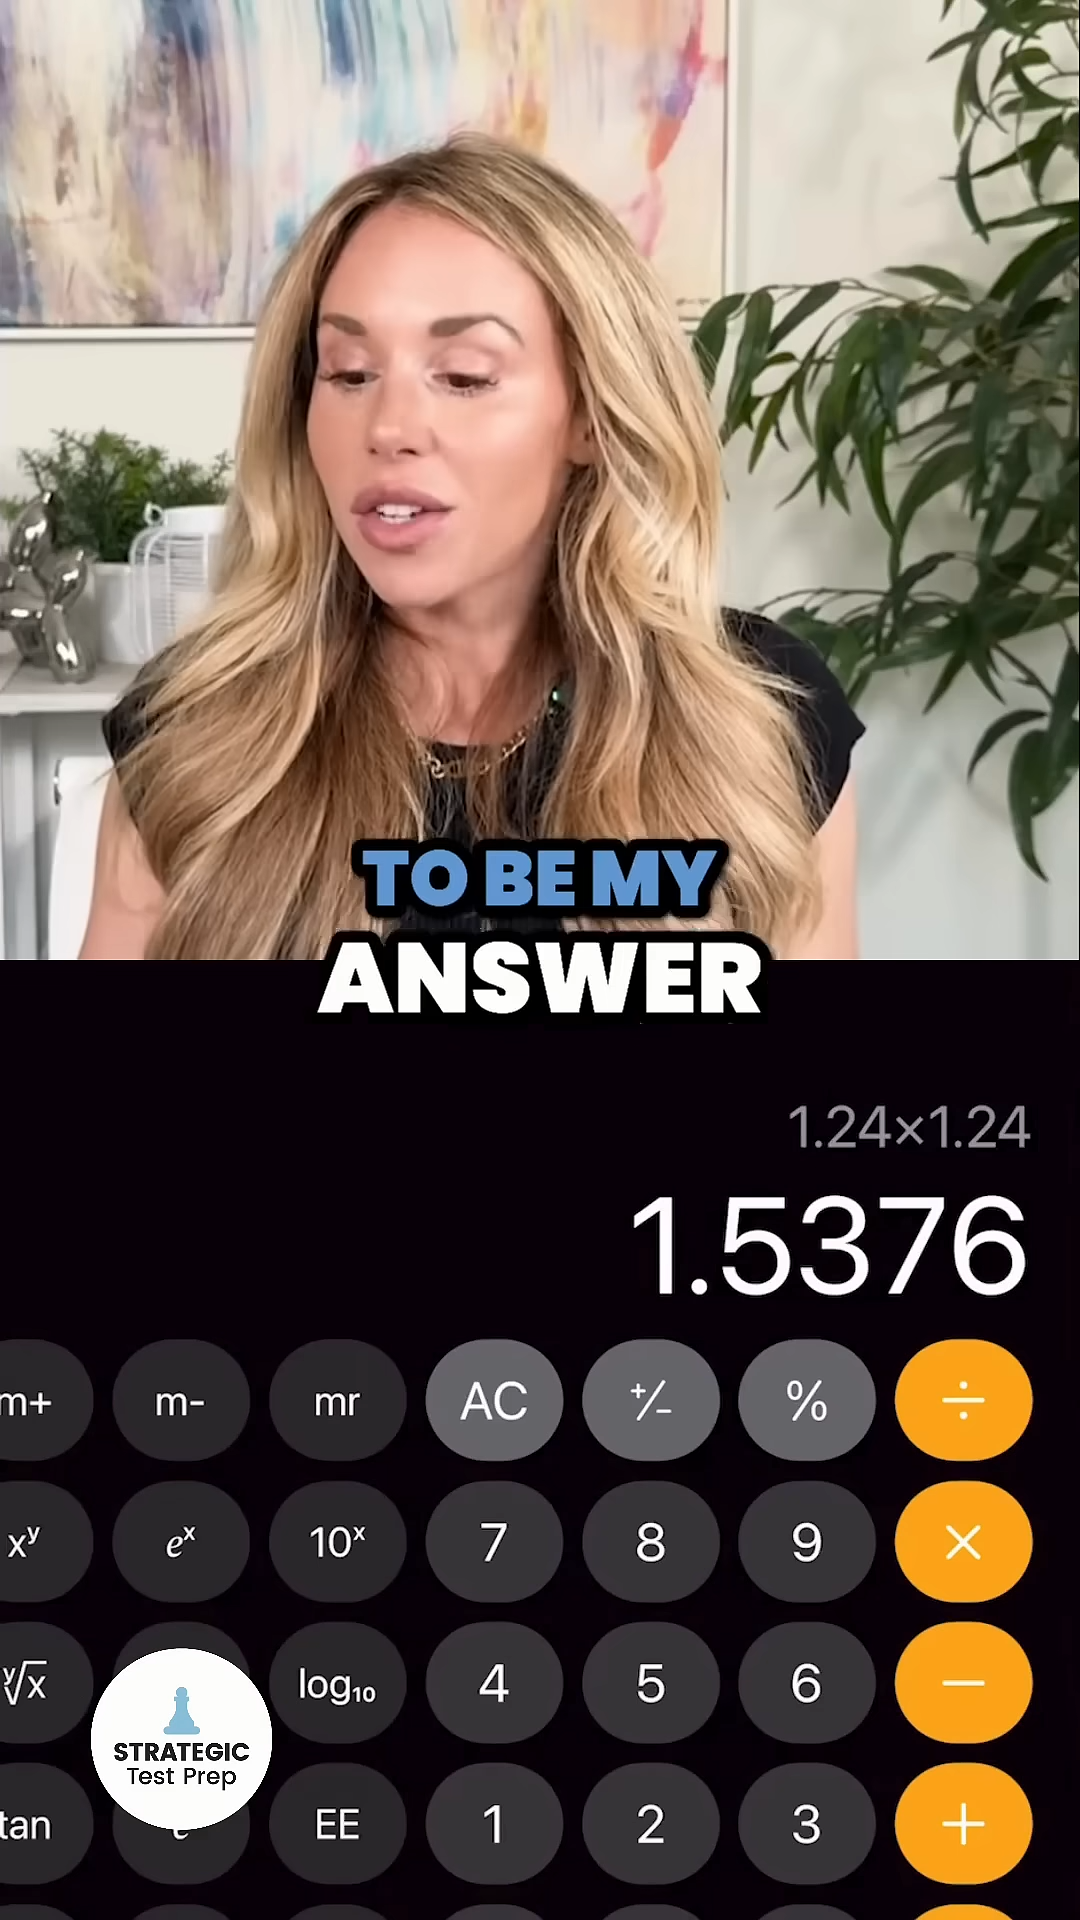 TO BE MY
ANSWER
1.24×1.24
1.5376
m+ m- mr AC +/- % ÷
xʸ eˣ 10ˣ 7 8 9 ×
ʸ√x log₁₀ 4 5 6 −
STRATEGIC
Test Prep
tan EE 1 2 3 +